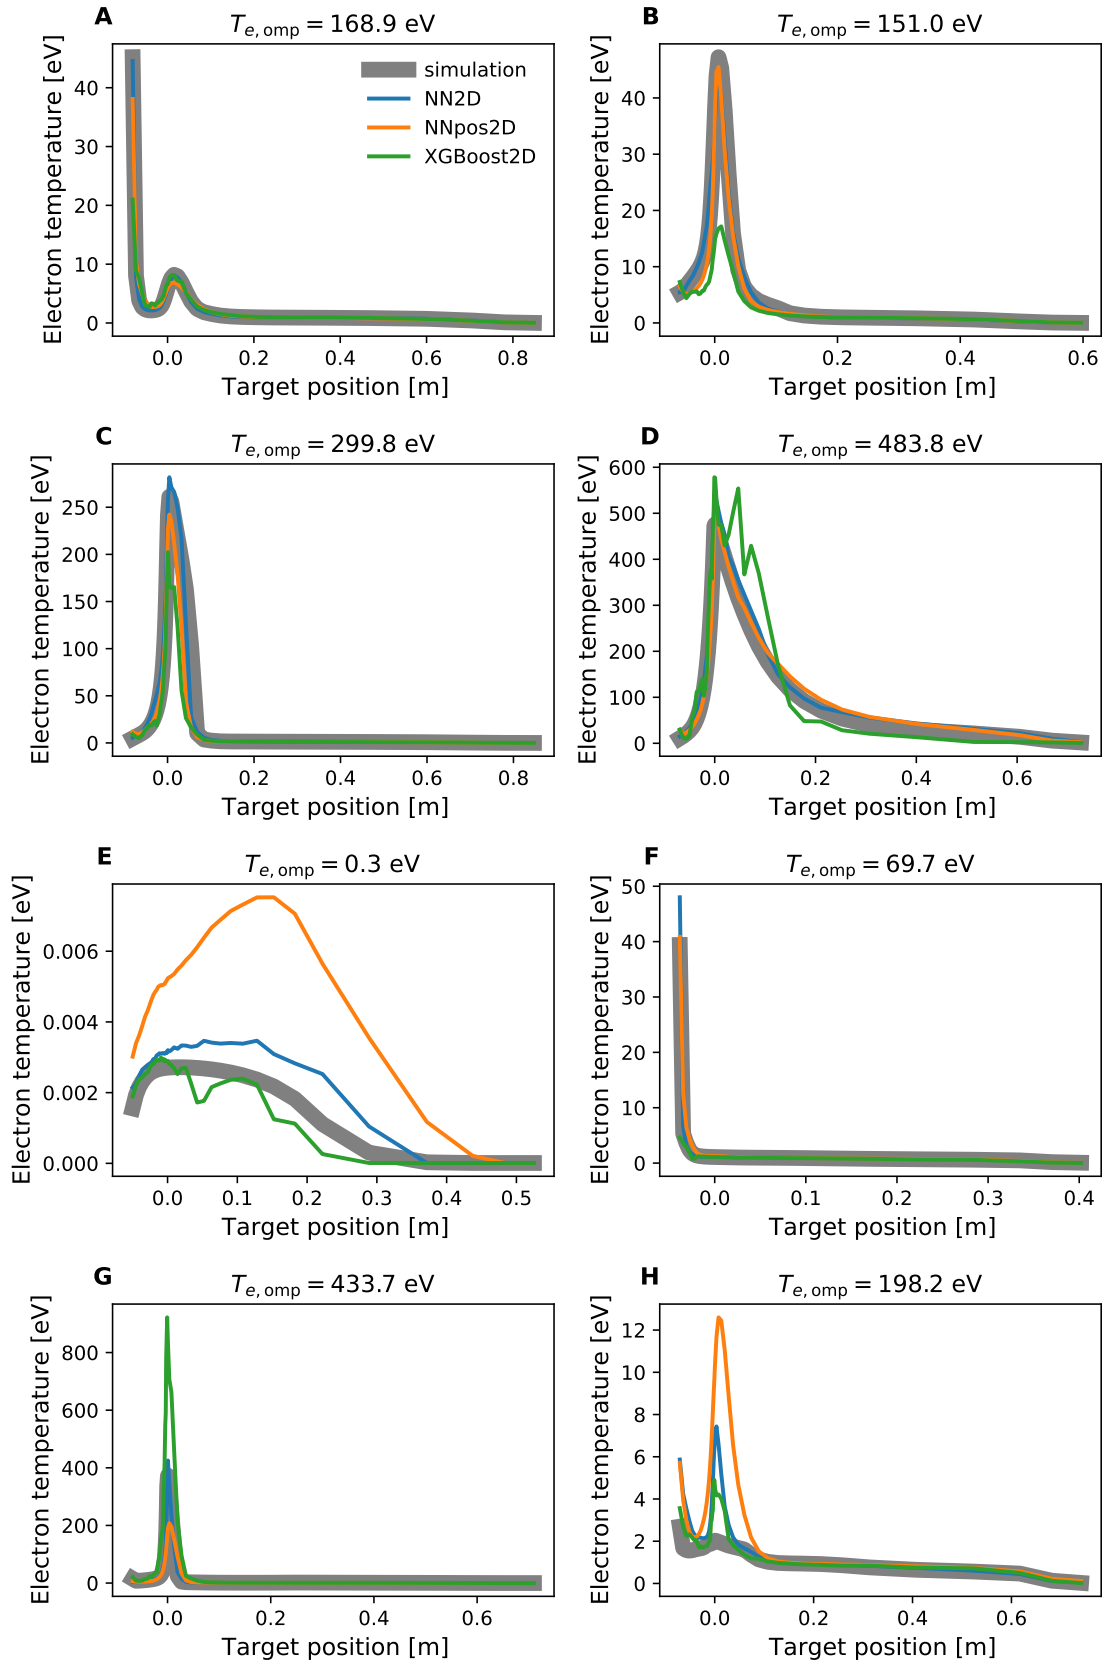 A
T_e, omp = 168.9 eV
Electron temperature [eV]
40
30
20
10
0
simulation
NN2D
NNpos2D
XGBoost2D
0.0 0.2 0.4 0.6 0.8
Target position [m]
B
T_e, omp = 151.0 eV
Electron temperature [eV]
40
30
20
10
0
0.0 0.2 0.4 0.6
Target position [m]
C
T_e, omp = 299.8 eV
Electron temperature [eV]
250
200
150
100
50
0
0.0 0.2 0.4 0.6 0.8
Target position [m]
D
T_e, omp = 483.8 eV
Electron temperature [eV]
600
500
400
300
200
100
0
0.0 0.2 0.4 0.6
Target position [m]
E
T_e, omp = 0.3 eV
Electron temperature [eV]
0.006
0.004
0.002
0.000
0.0 0.1 0.2 0.3 0.4 0.5
Target position [m]
F
T_e, omp = 69.7 eV
Electron temperature [eV]
50
40
30
20
10
0
0.0 0.1 0.2 0.3 0.4
Target position [m]
G
T_e, omp = 433.7 eV
Electron temperature [eV]
800
600
400
200
0
0.0 0.2 0.4 0.6
Target position [m]
H
T_e, omp = 198.2 eV
Electron temperature [eV]
12
10
8
6
4
2
0
0.0 0.2 0.4 0.6
Target position [m]